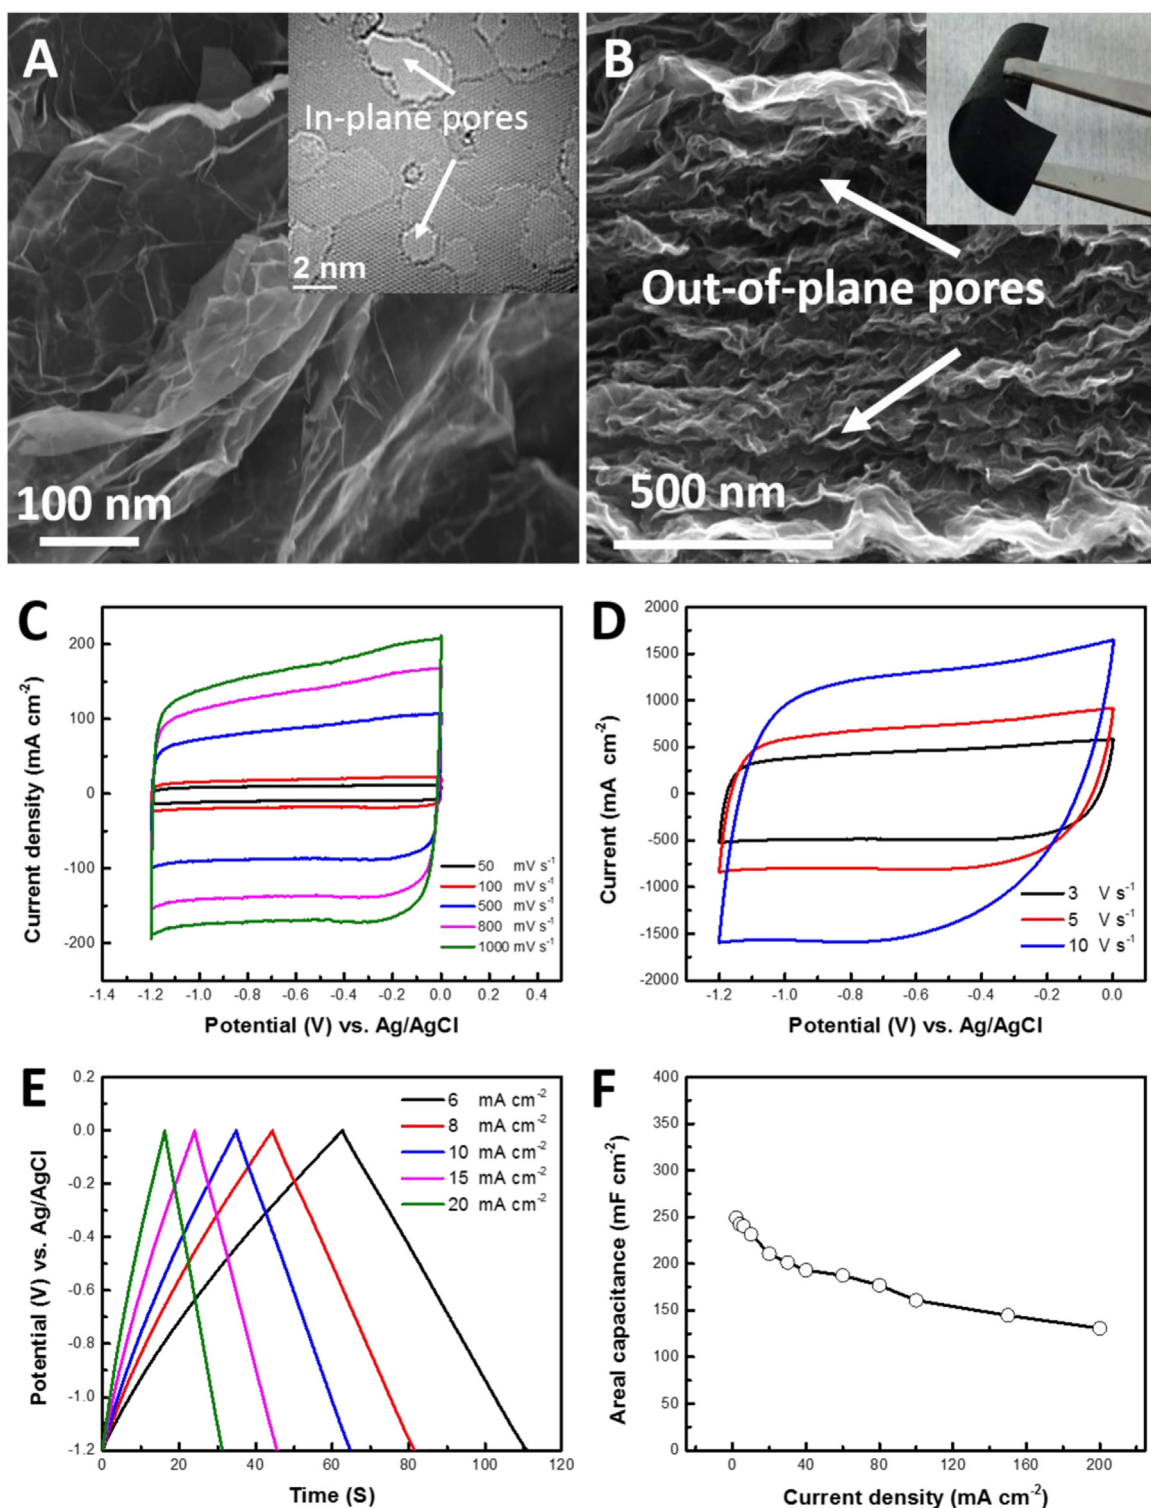 A
In-plane pores
2 nm
100 nm
B
Out-of-plane pores
500 nm
C
Current density (mA cm⁻²)
200
100
0
-100
-200
-1.4 -1.2 -1.0 -0.8 -0.6 -0.4 -0.2 0.0 0.2 0.4
Potential (V) vs. Ag/AgCl
50 mV s⁻¹
100 mV s⁻¹
500 mV s⁻¹
800 mV s⁻¹
1000 mV s⁻¹
D
Current (mA cm⁻²)
2000
1500
1000
500
0
-500
-1000
-1500
-2000
-1.2 -1.0 -0.8 -0.6 -0.4 -0.2 0.0
Potential (V) vs. Ag/AgCl
3 V s⁻¹
5 V s⁻¹
10 V s⁻¹
E
Potential (V) vs. Ag/AgCl
0.2
0.0
-0.2
-0.4
-0.6
-0.8
-1.0
-1.2
0 20 40 60 80 100 120
Time (S)
6 mA cm⁻²
8 mA cm⁻²
10 mA cm⁻²
15 mA cm⁻²
20 mA cm⁻²
F
Areal capacitance (mF cm⁻²)
400
350
300
250
200
150
100
50
0
0 40 80 120 160 200
Current density (mA cm⁻²)